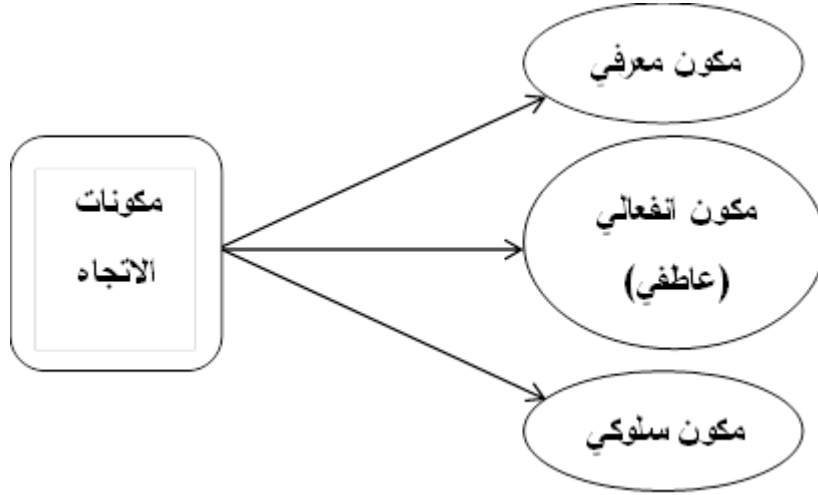 مكونات
الاتجاه
مكون معرفي
مكون انفعالي
(عاطفي)
مكون سلوكي